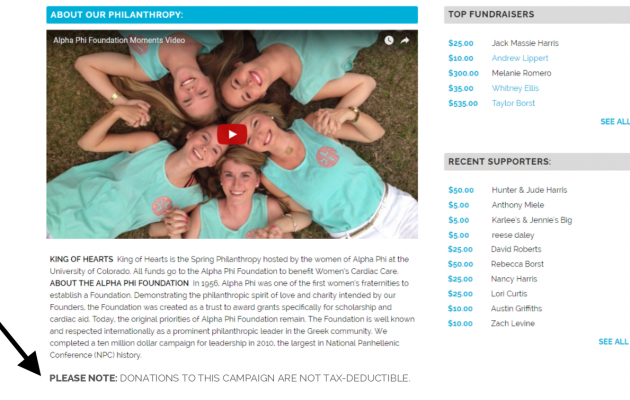 ABOUT OUR PHILANTHROPY:
Alpha Phi Foundation Moments Video
KING OF HEARTS King of Hearts is the Spring Philanthropy hosted by the women of Alpha Phi at the
University of Colorado. All funds go to the Alpha Phi Foundation to benefit Women's Cardiac Care.
ABOUT THE ALPHA PHI FOUNDATION In 1956, Alpha Phi was one of the first women's fraternities to
establish a Foundation. Demonstrating the philanthropic spirit of love and charity intended by our
Founders, the Foundation was created as a trust to award grants specifically for scholarship and
cardiac aid. Today, the original priorities of Alpha Phi Foundation remain. The Foundation is well known
and respected internationally as a prominent philanthropic leader in the Greek community. We
completed a ten million dollar campaign for leadership in 2010, the largest in National Panhellenic
Conference (NPC) history.
PLEASE NOTE: DONATIONS TO THIS CAMPAIGN ARE NOT TAX-DEDUCTIBLE.
TOP FUNDRAISERS
$25.00 Jack Massie Harris
$10.00 Andrew Lippert
$300.00 Melanie Romero
$35.00 Whitney Ellis
$535.00 Taylor Borst
SEE ALL
RECENT SUPPORTERS:
$50.00 Hunter & Jude Harris
$5.00 Anthony Miele
$5.00 Karlee's & Jennie's Big
$5.00 reese daley
$25.00 David Roberts
$50.00 Rebecca Borst
$25.00 Nancy Harris
$25.00 Lori Curtis
$10.00 Austin Griffiths
$10.00 Zach Levine
SEE ALL